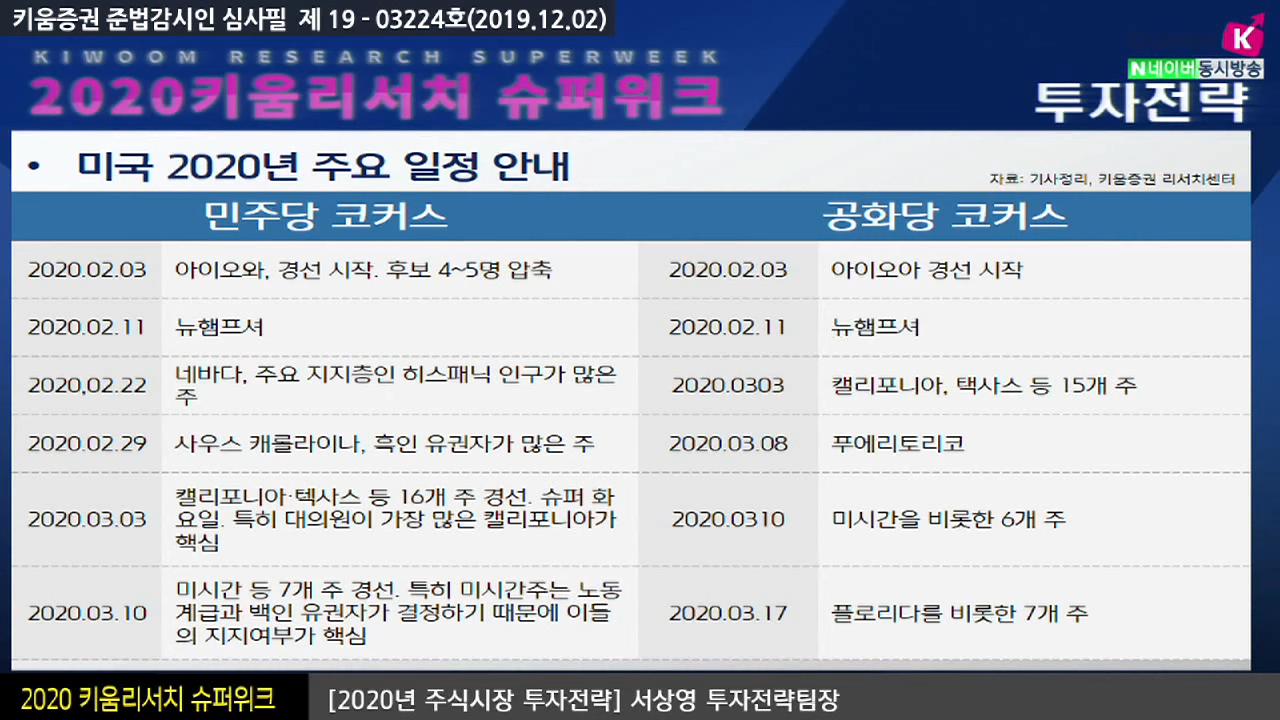 키움증권 준법감시인 심사필 제 19 - 03224호(2019.12.02)
KIWOOM RESEARCH SUPERWEEK
2020키움리서치 슈퍼위크
K
N네이버동시방송
투자전략
• 미국 2020년 주요 일정 안내
자료: 기사정리, 키움증권 리서치센터
민주당 코커스 공화당 코커스
2020.02.03 아이오와, 경선 시작. 후보 4~5명 압축 2020.02.03 아이오아 경선 시작
2020.02.11 뉴햄프셔 2020.02.11 뉴햄프셔
2020,02.22 네바다, 주요 지지층인 히스패닉 인구가 많은
주
2020.0303 캘리포니아, 택사스 등 15개 주
2020.02.29 사우스 캐롤라이나, 흑인 유권자가 많은 주 2020.03.08 푸에리토리코
2020.03.03 캘리포니아·텍사스 등 16개 주 경선. 슈퍼 화
요일. 특히 대의원이 가장 많은 캘리포니아가
핵심
2020.0310 미시간을 비롯한 6개 주
2020.03.10 미시간 등 7개 주 경선. 특히 미시간주는 노동
계급과 백인 유권자가 결정하기 때문에 이들
의 지지여부가 핵심
2020.03.17 플로리다를 비롯한 7개 주
2020 키움리서치 슈퍼위크 [2020년 주식시장 투자전략] 서상영 투자전략팀장